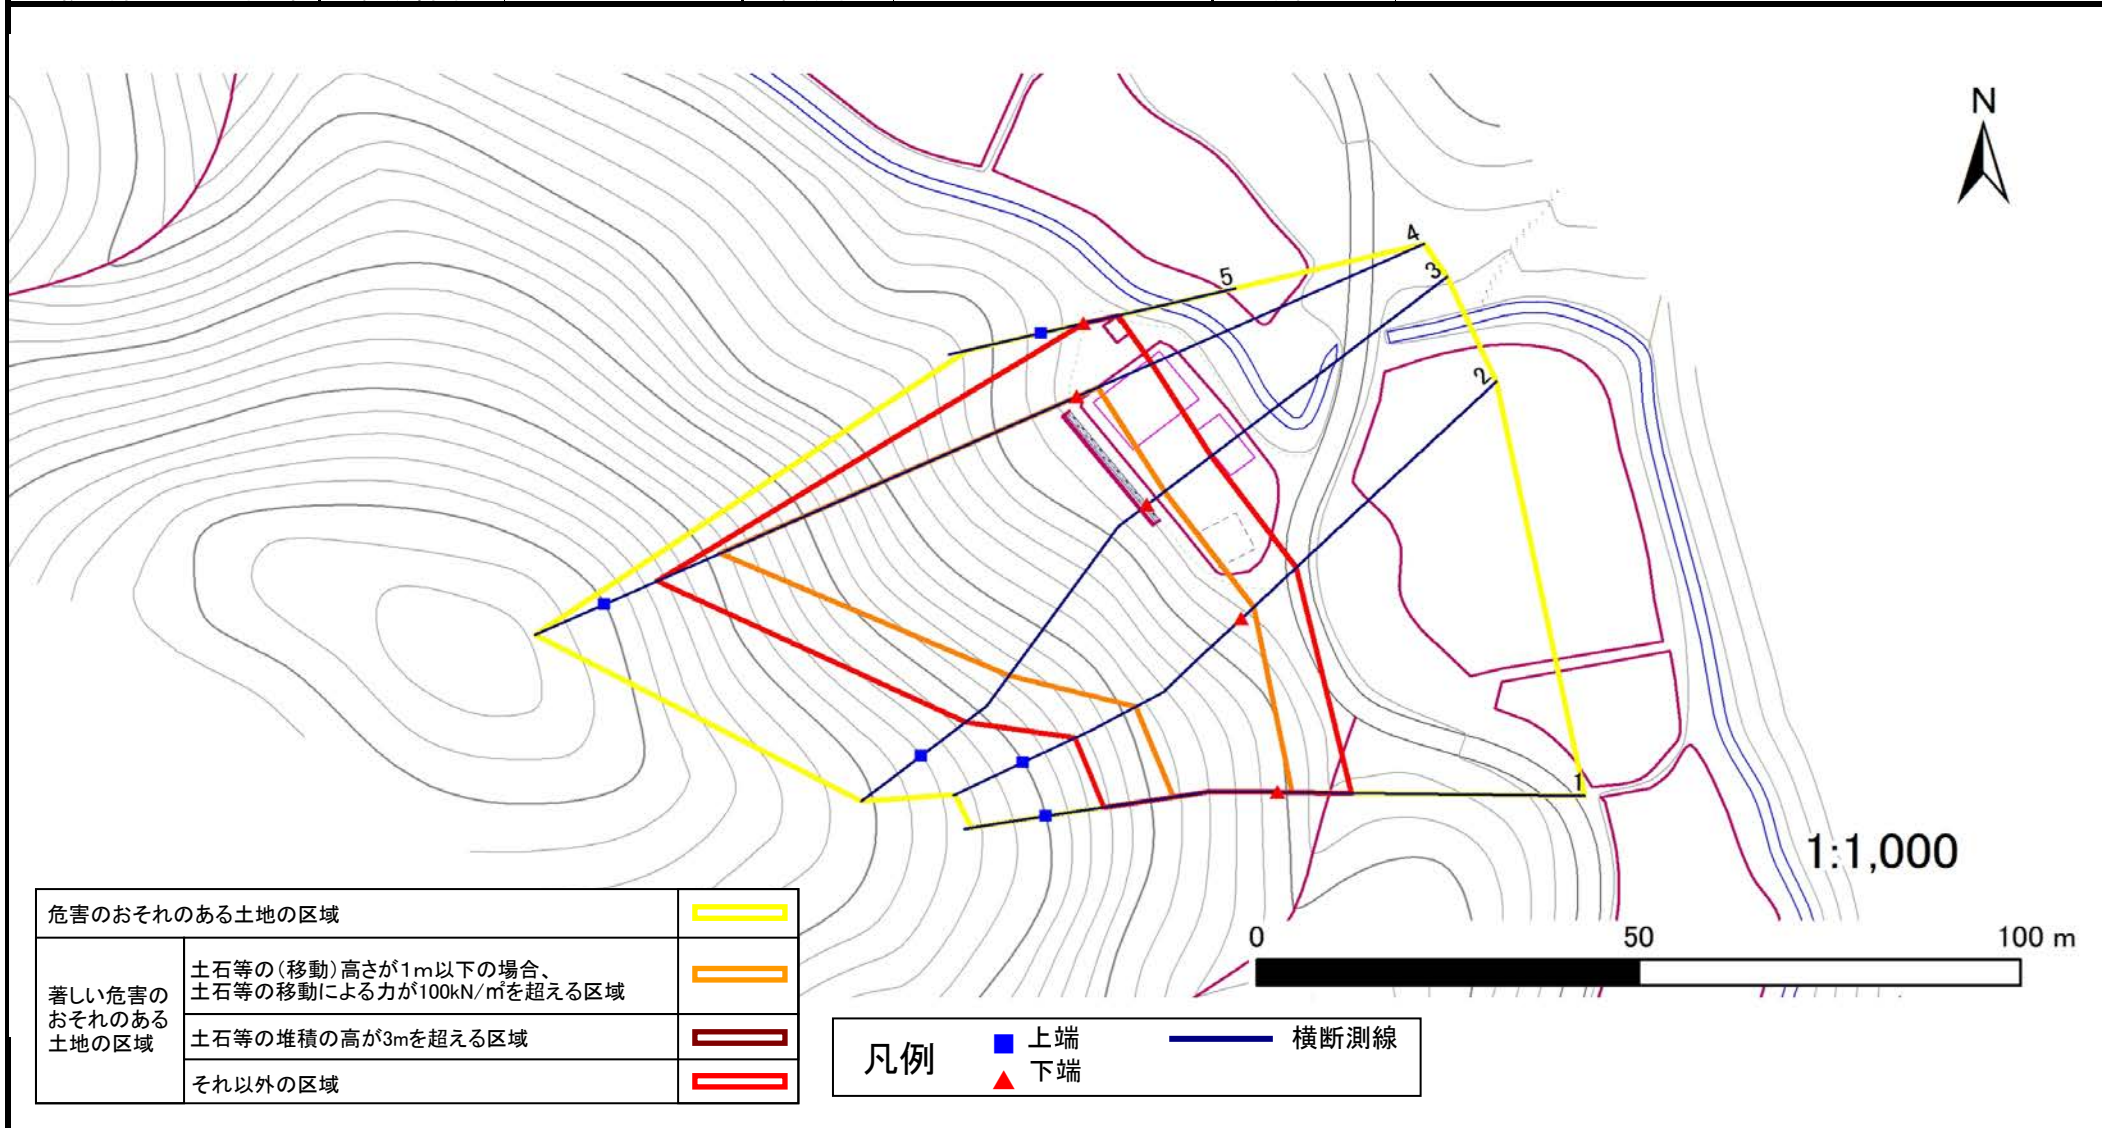 N
4
5
3
2
1
1:1,000
0 50 100 m
危害のおそれのある土地の区域
著しい危害の
おそれのある
土地の区域
土石等の（移動）高さが1ｍ以下の場合、
土石等の移動による力が100kN/㎡を超える区域
土石等の堆積の高が3mを超える区域
それ以外の区域
凡例
上端
下端
横断測線